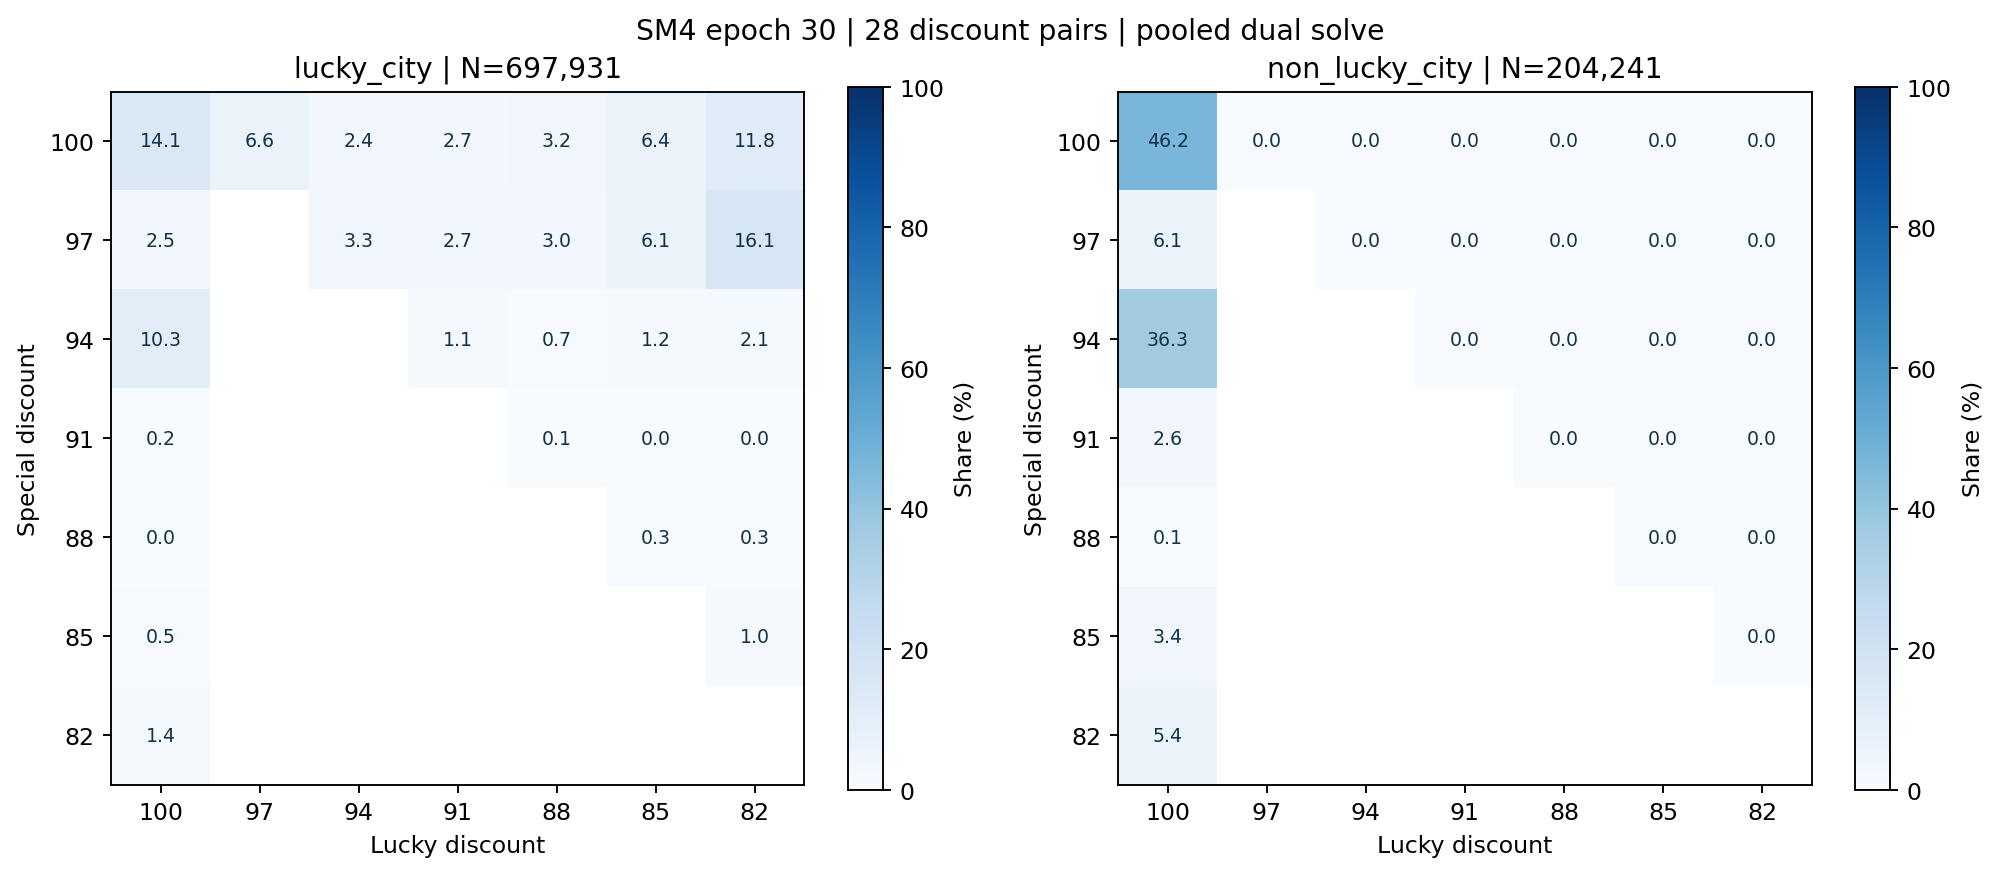 SM4 epoch 30 | 28 discount pairs | pooled dual solve
lucky_city | N=697,931
100 14.1 6.6 2.4 2.7 3.2 6.4 11.8
97 2.5 3.3 2.7 3.0 6.1 16.1
94 10.3 1.1 0.7 1.2 2.1
91 0.2 0.1 0.0 0.0
88 0.0 0.3 0.3
85 0.5 1.0
82 1.4
100 97 94 91 88 85 82
Lucky discount
Special discount
100
80
60
40
20
0
Share (%)
non_lucky_city | N=204,241
100 46.2 0.0 0.0 0.0 0.0 0.0 0.0
97 6.1 0.0 0.0 0.0 0.0 0.0
94 36.3 0.0 0.0 0.0 0.0
91 2.6 0.0 0.0 0.0
88 0.1 0.0 0.0
85 3.4 0.0
82 5.4
100 97 94 91 88 85 82
Lucky discount
Special discount
100
80
60
40
20
0
Share (%)